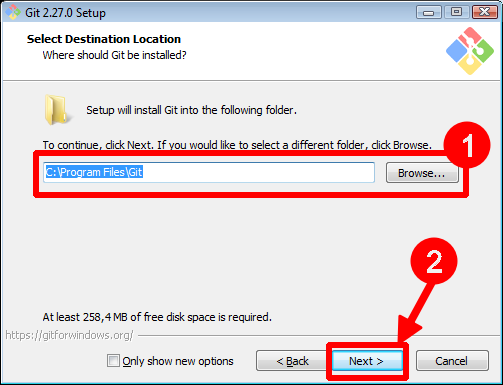 Git 2.27.0 Setup
Select Destination Location
Where should Git be installed?
Setup will install Git into the following folder.
To continue, click Next. If you would like to select a different folder, click Browse.
1
C:\Program Files\Git
Browse...
2
At least 258,4 MB of free disk space is required.
https://gitforwindows.org/
Only show new options
< Back
Next >
Cancel